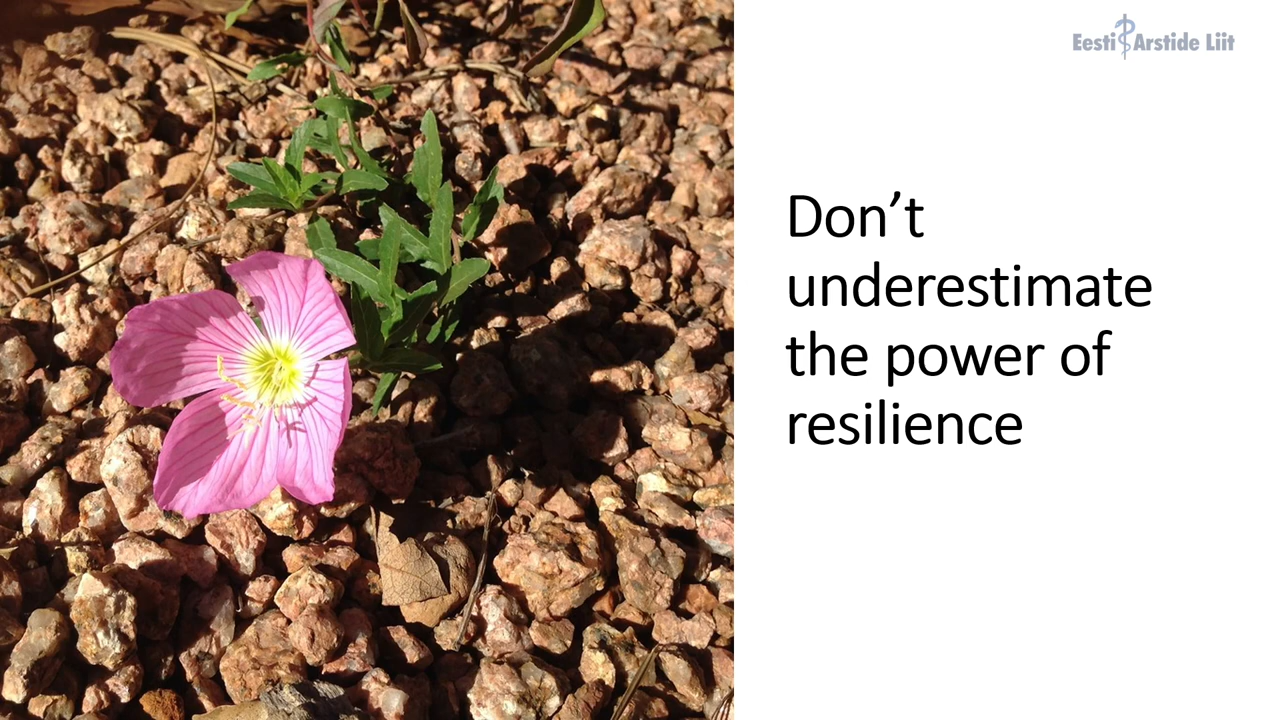 Eesti Arstide Liit
Don’t
underestimate
the power of
resilience